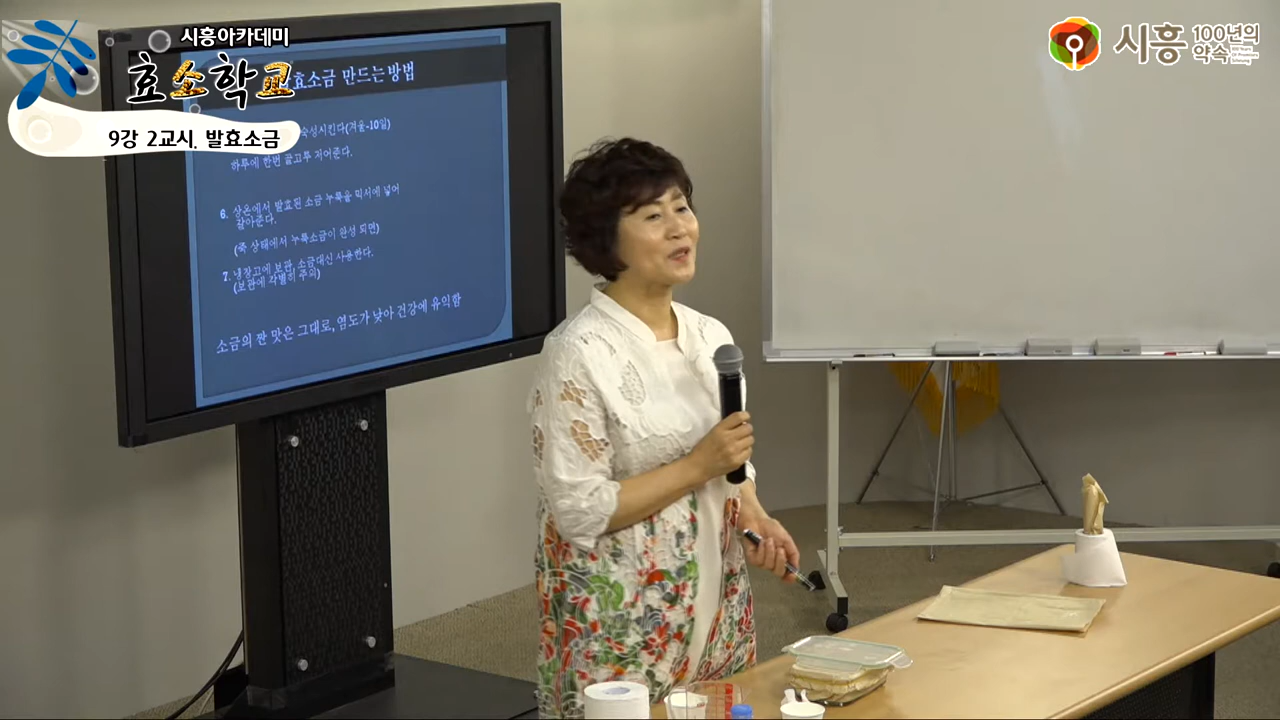 시흥아카데미
효소학교
9강 2교시. 발효소금
시흥 100년의
약속
효소금 만드는방법
숙성시킨다(겨울-10일)
하루에 한번 골고루 저어준다.
6. 상온에서 발효된 소금 누룩을 믹서에 넣어
갈아준다.
(죽 상태에서 누룩소금이 완성 되면)
7. 냉장고에 보관, 소금대신 사용한다.
(보관에 각별히 주의)
소금의 짠 맛은 그대로, 염도가 낮아 건강에 유익함